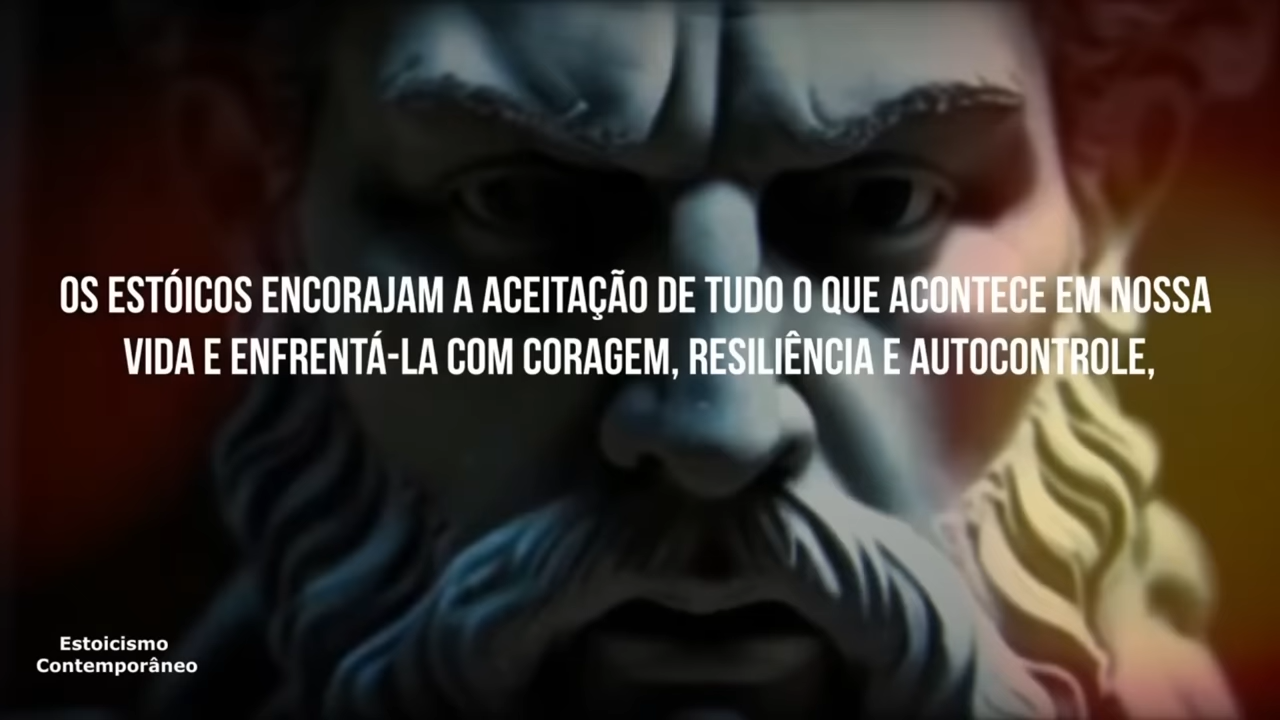 OS ESTÓICOS ENCORAJAM A ACEITAÇÃO DE TUDO O QUE ACONTECE EM NOSSA
VIDA E ENFRENTÁ-LA COM CORAGEM, RESILIÊNCIA E AUTOCONTROLE,
Estoicismo
Contemporâneo